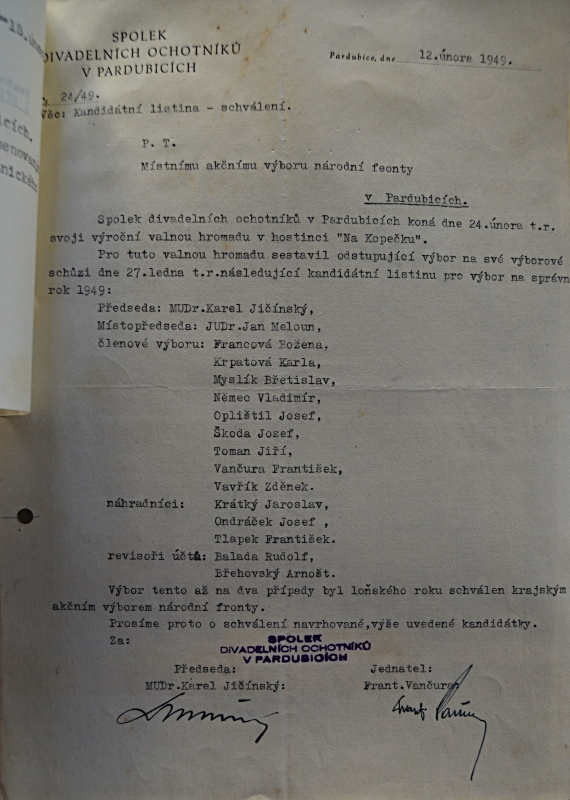 SPOLEK
DIVADELNÍCH OCHOTNÍKŮ
V PARDUBICÍCH
Pardubice, dne 12.února 1949.
24/49.
Věc: Kandidátní listina - schválení.
P. T.
Místnímu akčnímu výboru národní feonty
v Pardubicích.
Spolek divadelních ochotníků v Pardubicích koná dne 24.února t.r.
svoji výroční valnou hromadu v hostinci "Na Kopečku".
Pro tuto valnou hromadu sestavil odstupující výbor na své výborové
schůzi dne 27.ledna t.r.následující kandidátní listinu pro výbor na správn
rok 1949:
Předseda: MUDr.Karel Jičínský,
Místopředseda: JUDr.Jan Meloun,
členové výboru: Francová Božena,
Krpatová Karla,
Myslík Břetislav,
Němec Vladimír,
Oplištil Josef,
Škoda Josef,
Toman Jiří,
Vančura František,
Vavřík Zděnek.
náhradníci: Krátký Jaroslav,
Ondráček Josef ,
Tlapek František.
revisoři účtů: Balada Rudolf,
Břehovský Arnošt.
Výbor tento až na dva případy byl loňského roku schválen krajským
akčním výborem národní fronty.
Prosíme proto o schválení navrhované,výše uvedené kandidátky.
Za:
SPOLEK
DIVADELNÍCH OCHOTNÍKŮ
V PARDUBICÍCH
Předseda: Jednatel:
MUDr.Karel Jičínský: Frant.Vančura: